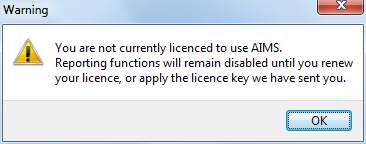 Warning
You are not currently licenced to use AIMS.
Reporting functions will remain disabled until you renew
your licence, or apply the licence key we have sent you.
OK